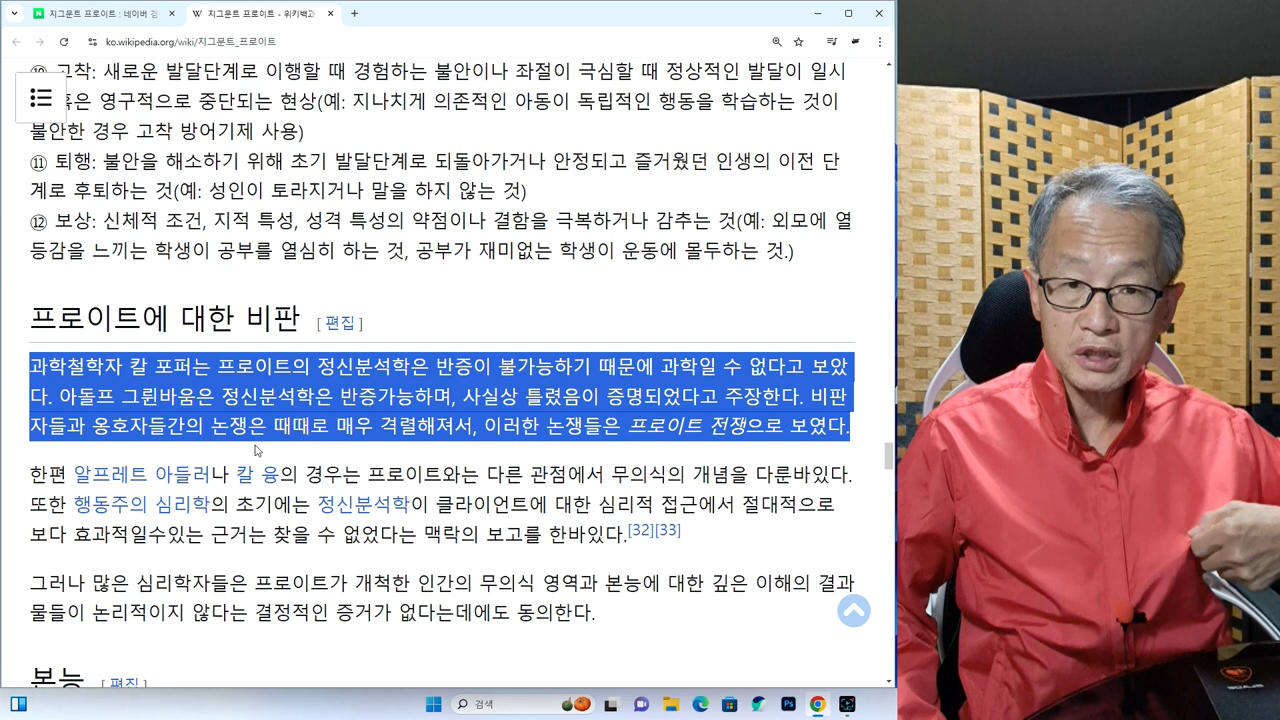 지그문트 프로이트 : 네이버 검
지그문트 프로이트 - 위키백과
ko.wikipedia.org/wiki/지그문트_프로이트
고착: 새로운 발달단계로 이행할 때 경험하는 불안이나 좌절이 극심할 때 정상적인 발달이 일시
혹은 영구적으로 중단되는 현상(예: 지나치게 의존적인 아동이 독립적인 행동을 학습하는 것이
불안한 경우 고착 방어기제 사용)
⑪ 퇴행: 불안을 해소하기 위해 초기 발달단계로 되돌아가거나 안정되고 즐거웠던 인생의 이전 단
계로 후퇴하는 것(예: 성인이 토라지거나 말을 하지 않는 것)
⑫ 보상: 신체적 조건, 지적 특성, 성격 특성의 약점이나 결함을 극복하거나 감추는 것(예: 외모에 열
등감을 느끼는 학생이 공부를 열심히 하는 것, 공부가 재미없는 학생이 운동에 몰두하는 것.)
프로이트에 대한 비판 [ 편집 ]
과학철학자 칼 포퍼는 프로이트의 정신분석학은 반증이 불가능하기 때문에 과학일 수 없다고 보았
다. 아돌프 그륀바움은 정신분석학은 반증가능하며, 사실상 틀렸음이 증명되었다고 주장한다. 비판
자들과 옹호자들간의 논쟁은 때때로 매우 격렬해져서, 이러한 논쟁들은 프로이트 전쟁으로 보였다.
한편 알프레트 아들러나 칼 융의 경우는 프로이트와는 다른 관점에서 무의식의 개념을 다룬바있다.
또한 행동주의 심리학의 초기에는 정신분석학이 클라이언트에 대한 심리적 접근에서 절대적으로
보다 효과적일수있는 근거는 찾을 수 없었다는 맥락의 보고를 한바있다.[32][33]
그러나 많은 심리학자들은 프로이트가 개척한 인간의 무의식 영역과 본능에 대한 깊은 이해의 결과
물들이 논리적이지 않다는 결정적인 증거가 없다는데에도 동의한다.
본능 [ 편집 ]
검색